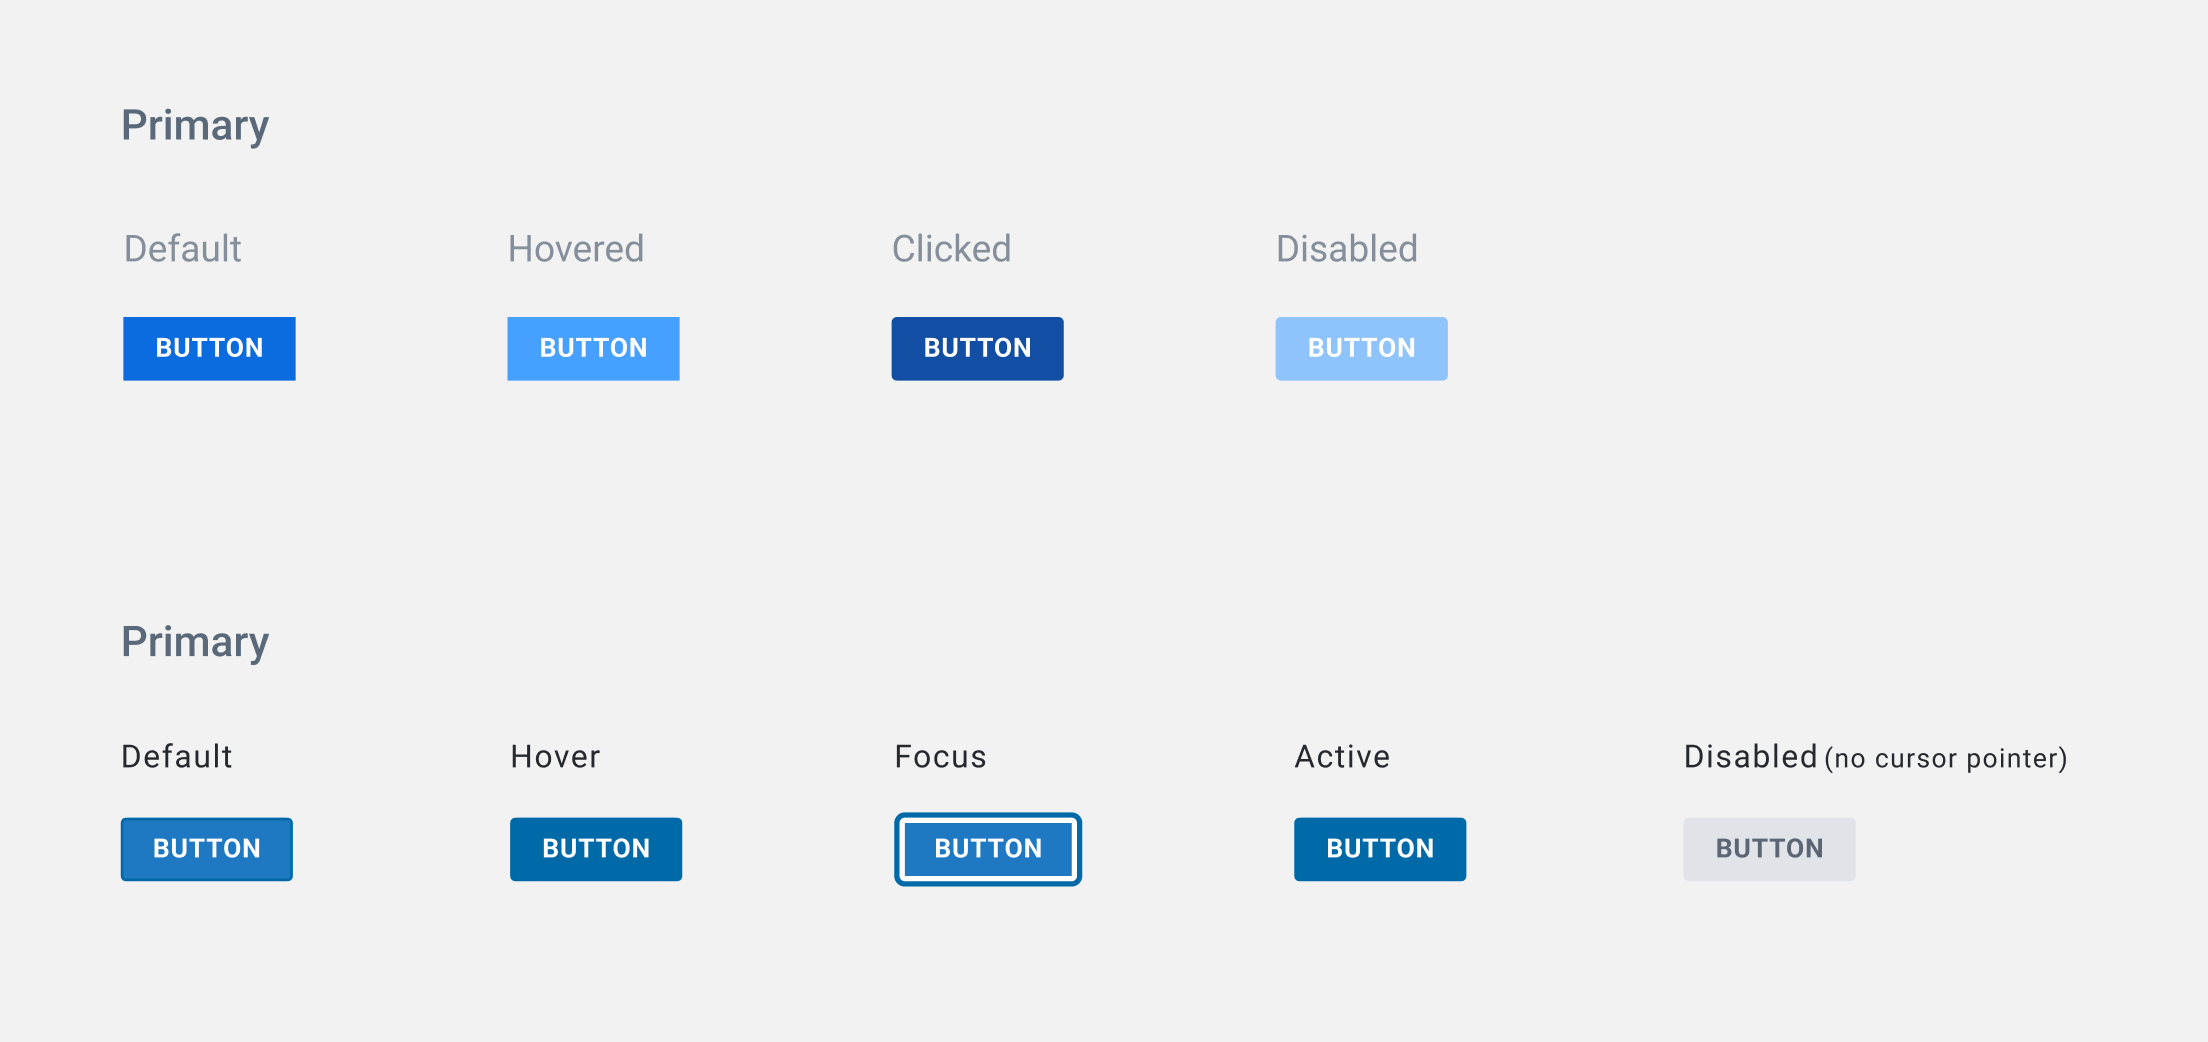 Primary
Default Hovered Clicked Disabled
BUTTON BUTTON BUTTON BUTTON
Primary
Default Hover Focus Active Disabled (no cursor pointer)
BUTTON BUTTON BUTTON BUTTON BUTTON